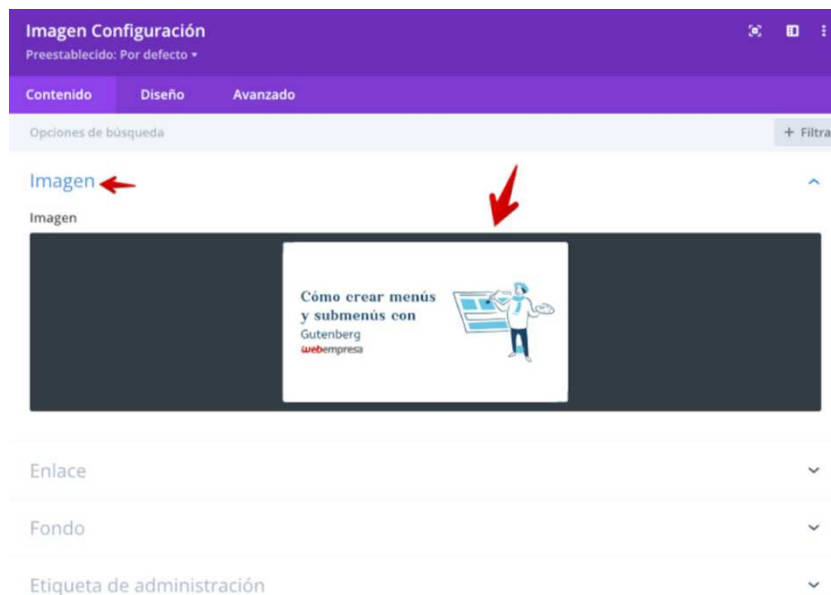 Imagen Configuración
Preestablecido: Por defecto
Contenido Diseño Avanzado
Opciones de búsqueda + Filtra
Imagen
Imagen
Cómo crear menús
y submenús con
Gutenberg
webempresa
Enlace
Fondo
Etiqueta de administración